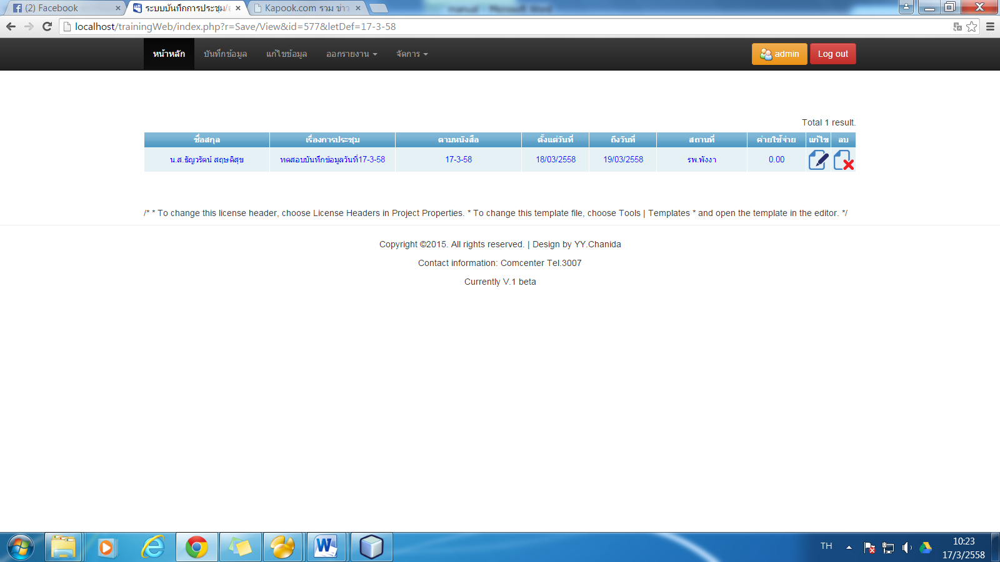 (2) Facebook
ระบบบันทึกการประชุม/
Kapook.com รวม ข่าว
manual - Microsoft Word
localhost/trainingWeb/index.php?r=Save/View&id=577&letDef=17-3-58
หน้าหลัก บันทึกข้อมูล แก้ไขข้อมูล ออกรายงาน จัดการ admin Log out
Total 1 result.
ชื่อสกุล เรื่องการประชุม ตามหนังสือ ตั้งแต่วันที่ ถึงวันที่ สถานที่ ค่ายใช้จ่าย แก้ไข ลบ
น.ส.ธัญวรัตน์ สฤษดิสุข ทดสอบบันทึกข้อมูลวันที่17-3-58 17-3-58 18/03/2558 19/03/2558 รพ.พังงา 0.00
/* * To change this license header, choose License Headers in Project Properties. * To change this template file, choose Tools | Templates * and open the template in the editor. */
Copyright ©2015. All rights reserved. | Design by YY.Chanida
Contact information: Comcenter Tel.3007
Currently V.1 beta
TH
10:23
17/3/2558